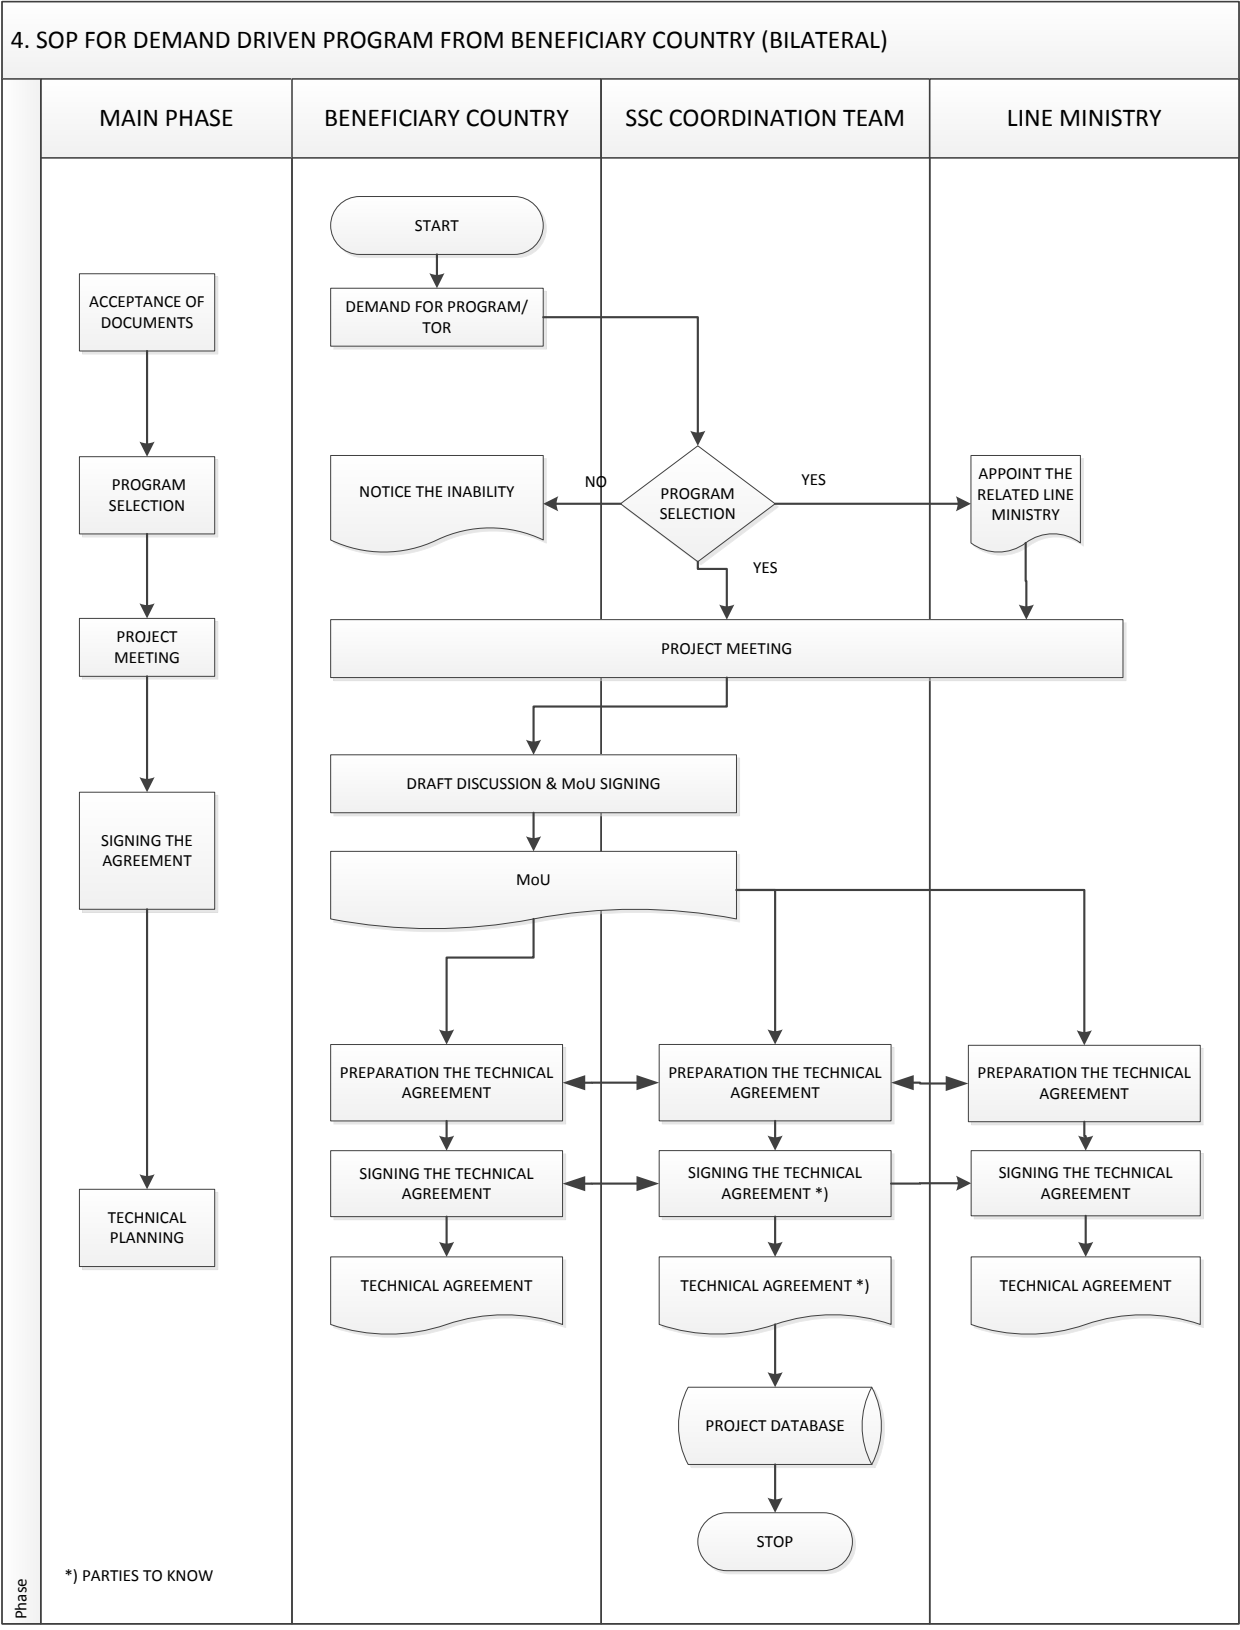 4. SOP FOR DEMAND DRIVEN PROGRAM FROM BENEFICIARY COUNTRY (BILATERAL)
MAIN PHASE
BENEFICIARY COUNTRY
SSC COORDINATION TEAM
LINE MINISTRY
START
ACCEPTANCE OF
DOCUMENTS
DEMAND FOR PROGRAM/
TOR
PROGRAM
SELECTION
NOTICE THE INABILITY
NO
PROGRAM
SELECTION
YES
APPOINT THE
RELATED LINE
MINISTRY
YES
PROJECT
MEETING
PROJECT MEETING
DRAFT DISCUSSION & MoU SIGNING
SIGNING THE
AGREEMENT
MoU
PREPARATION THE TECHNICAL
AGREEMENT
PREPARATION THE TECHNICAL
AGREEMENT
PREPARATION THE TECHNICAL
AGREEMENT
SIGNING THE TECHNICAL
AGREEMENT
SIGNING THE TECHNICAL
AGREEMENT *)
SIGNING THE TECHNICAL
AGREEMENT
TECHNICAL
PLANNING
TECHNICAL AGREEMENT
TECHNICAL AGREEMENT *)
TECHNICAL AGREEMENT
PROJECT DATABASE
STOP
*) PARTIES TO KNOW
Phase